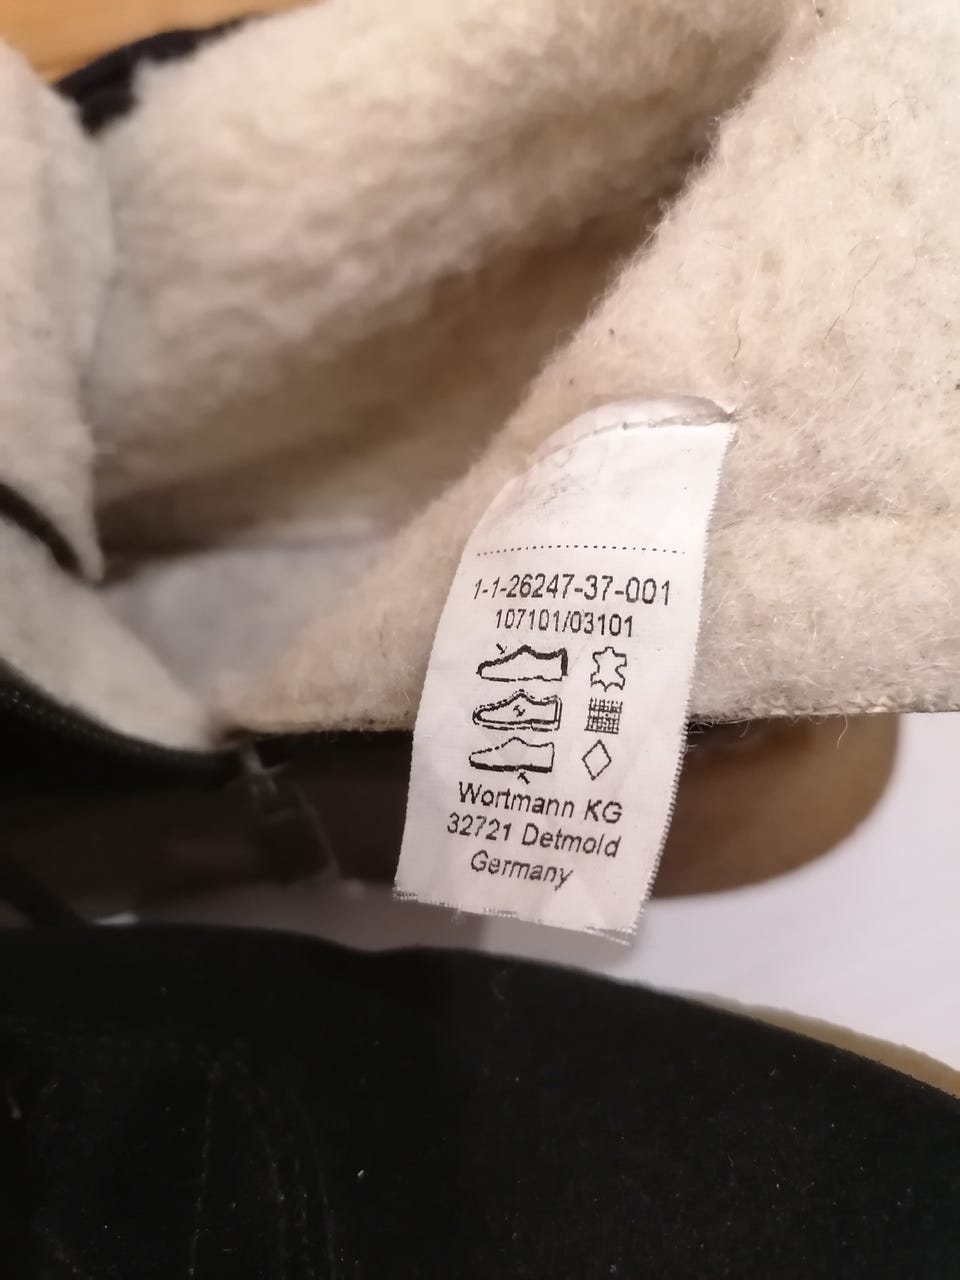 1-1-26247-37-001
107101/03101
Wortmann KG
32721 Detmold
Germany